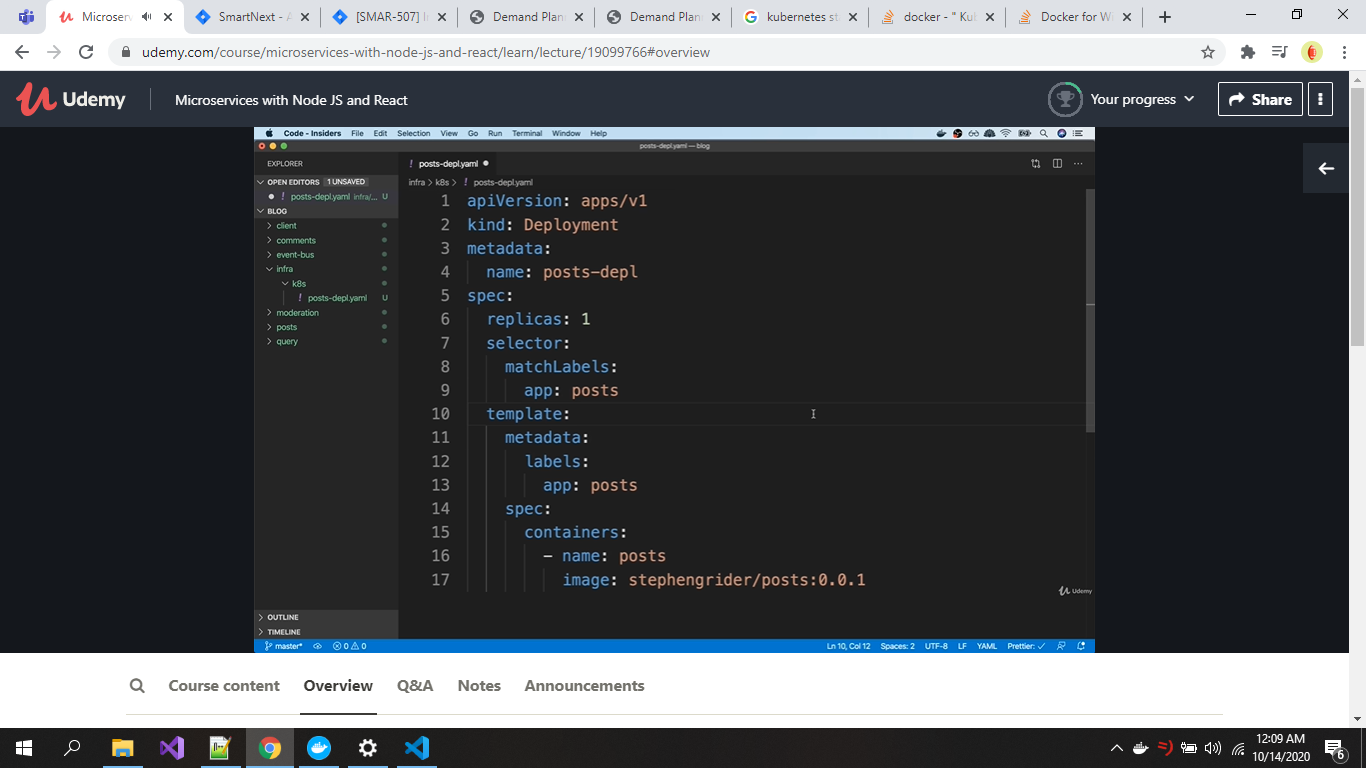 Microserv
SmartNext - A
[SMAR-507] I
Demand Plan
Demand Plan
kubernetes sta
docker - " Kub
Docker for Wi
udemy.com/course/microservices-with-node-js-and-react/learn/lecture/19099766#overview
Udemy
Microservices with Node JS and React
Your progress
Share
Code - Insiders File Edit Selection View Go Run Terminal Window Help
posts-depl.yaml — blog
EXPLORER
OPEN EDITORS 1 UNSAVED
posts-depl.yaml infra/... U
BLOG
client
comments
event-bus
infra
k8s
posts-depl.yaml U
moderation
posts
query
OUTLINE
TIMELINE
! posts-depl.yaml
infra > k8s > ! posts-depl.yaml
1 apiVersion: apps/v1
2 kind: Deployment
3 metadata:
4 name: posts-depl
5 spec:
6 replicas: 1
7 selector:
8 matchLabels:
9 app: posts
10 template:
11 metadata:
12 labels:
13 app: posts
14 spec:
15 containers:
16 - name: posts
17 image: stephengrider/posts:0.0.1
Udemy
master* 0 0 Ln 10, Col 12 Spaces: 2 UTF-8 LF YAML Prettier: ✓
Course content Overview Q&A Notes Announcements
12:09 AM
10/14/2020
6